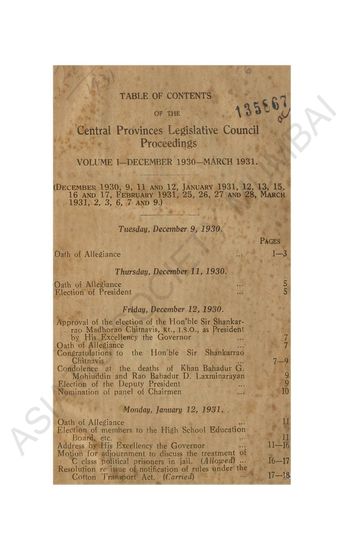 135967
TABLE OF CONTENTS
OF THE
Central Provinces Legislative Council
Proceedings
VOLUME I—DECEMBER 1930—MARCH 1931.
(DECEMBER 1930, 9, 11 AND 12, JANUARY 1931, 12, 13, 15,
16 AND 17, FEBRUARY 1931, 25, 26, 27 AND 28, MARCH
1931, 2, 3, 6, 7 AND 9.)
Tuesday, December 9, 1930.
PAGES
Oath of Allegiance ... 1—3
Thursday, December 11, 1930.
Oath of Allegiance ... 5
Election of President ... 5
Friday, December 12, 1930.
Approval of the election of the Hon'ble Sir Shankar-
rao Madhorao Chitnavis, KT., I.S.O., as President
by His Excellency the Governor ... 7
Oath of Allegiance ... 7
Congratulations to the Hon'ble Sir Shankarrao
Chitnavis ... 7—9
Condolence at the deaths of Khan Bahadur G.
Mohiuddin and Rao Bahadur D. Laxminarayan 9
Election of the Deputy President ... 9
Nomination of panel of Chairmen ... 10
Monday, January 12, 1931.
Oath of Allegiance ... 11
Election of members to the High School Education
Board, etc. ... 11
Address by His Excellency the Governor ... 11—16
Motion for adjournment to discuss the treatment of
C class political prisoners in jail. (Allowed) ... 16—17
Resolution re issue of notification of rules under the
Cotton Transport Act. (Carried) ... 17—18